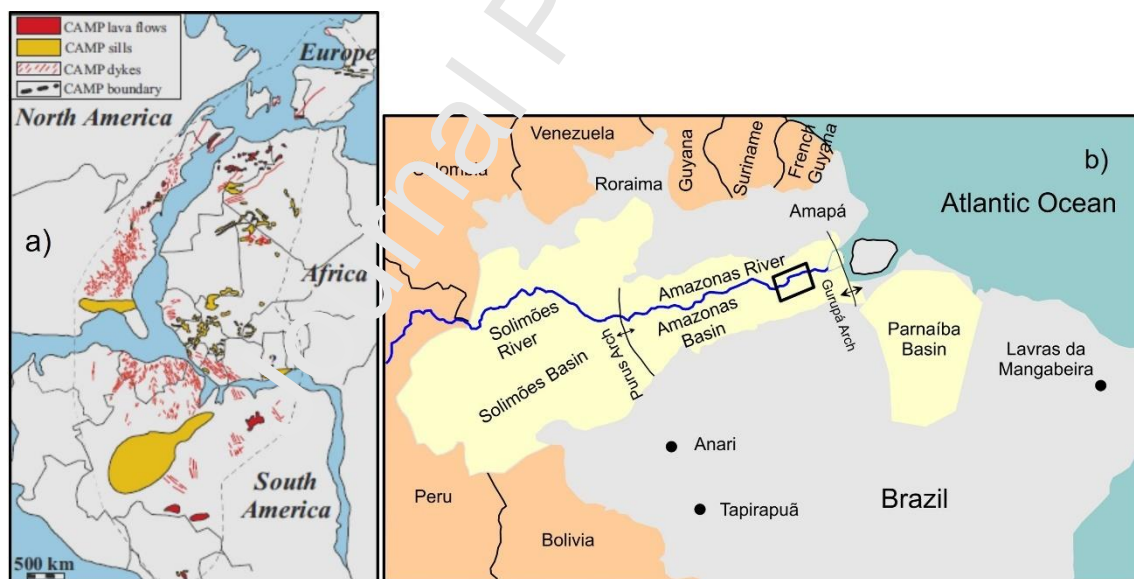 CAMP lava flows
CAMP sills
CAMP dykes
CAMP boundary
Europe
North America
a)
Africa
?
South
America
500 km
b)
Venezuela
Guyana
Suriname
French
Guyana
Roraima
Amapá
Atlantic Ocean
Amazonas River
Amazonas
Basin
Gurupá Arch
Solimões
River
Purus Arch
Solimões Basin
Parnaíba
Basin
Lavras da
Mangabeira
Anari
Tapirapuã
Peru
Bolivia
Brazil